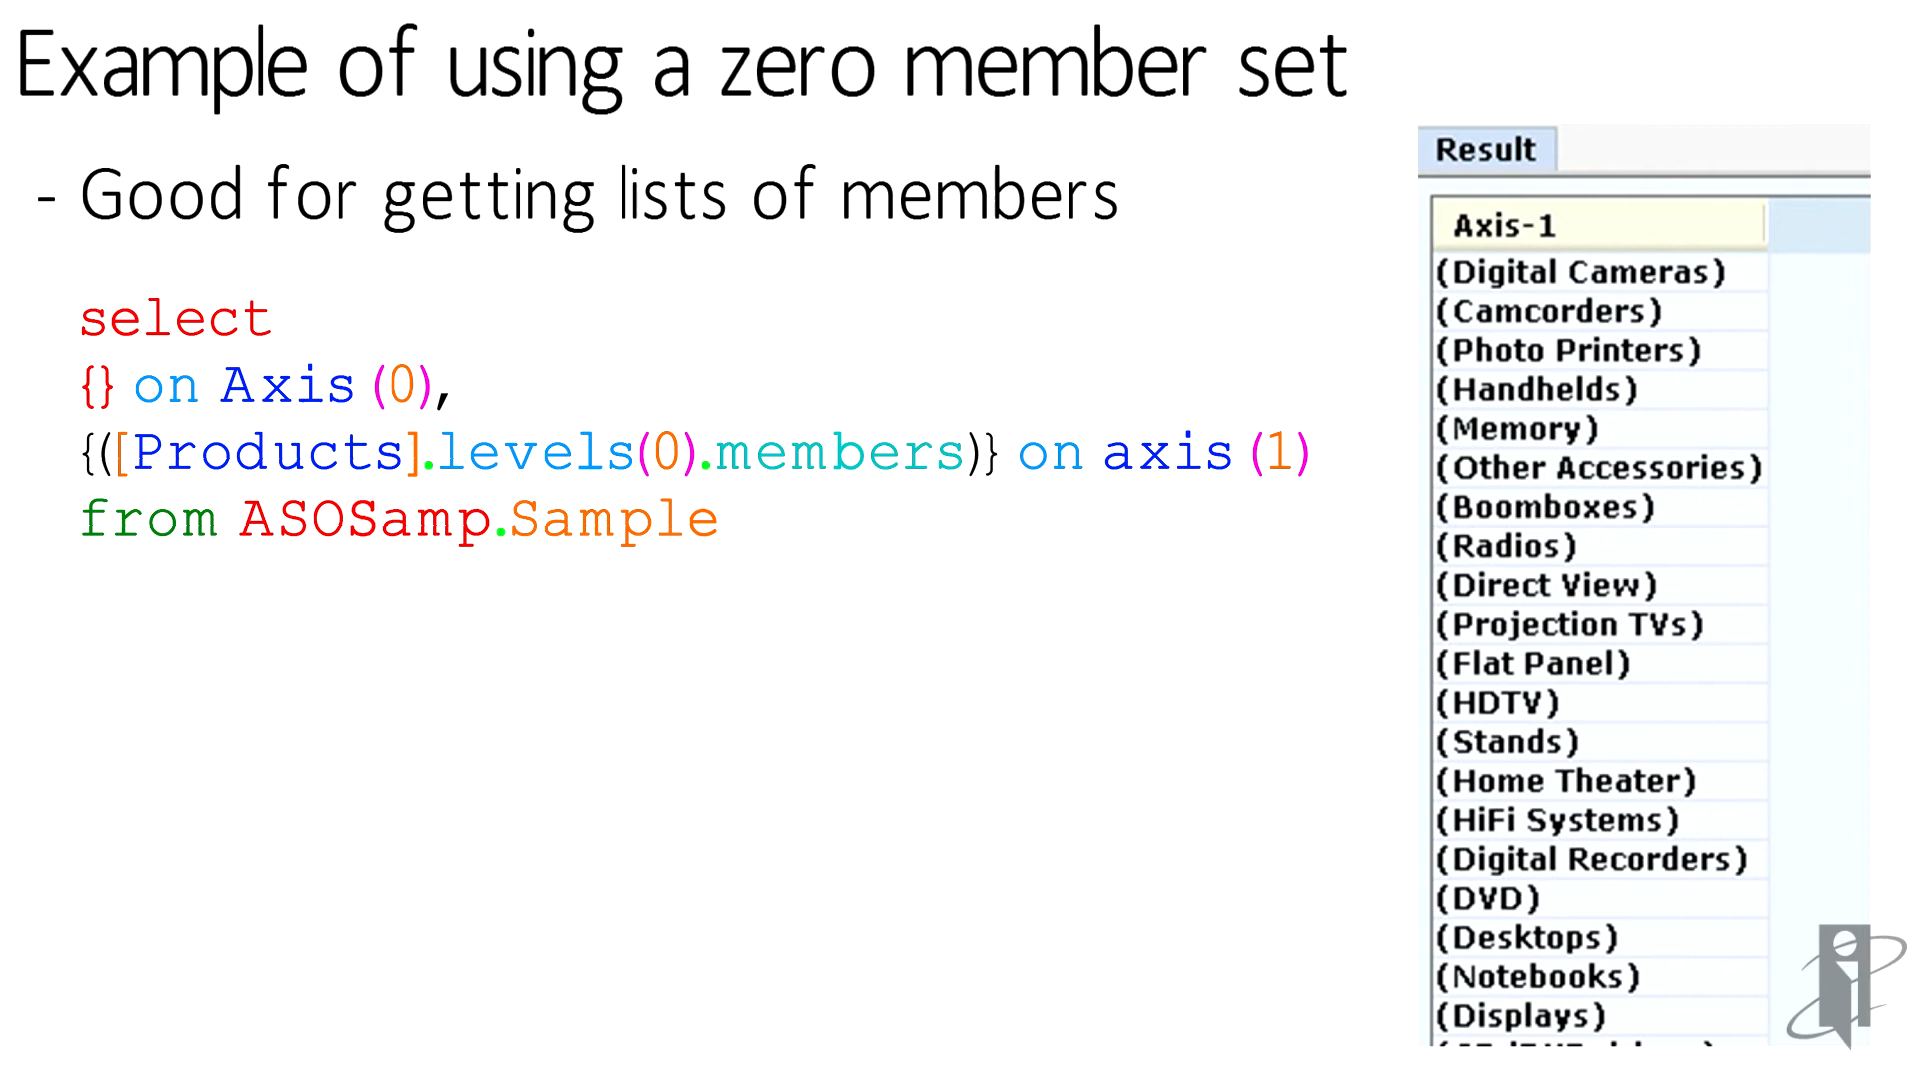 Example of using a zero member set
- Good for getting lists of members
select
{} on Axis (0),
{([Products].levels(0).members)} on axis (1)
from ASOSamp.Sample
Result
Axis-1
(Digital Cameras)
(Camcorders)
(Photo Printers)
(Handhelds)
(Memory)
(Other Accessories)
(Boomboxes)
(Radios)
(Direct View)
(Projection TVs)
(Flat Panel)
(HDTV)
(Stands)
(Home Theater)
(HiFi Systems)
(Digital Recorders)
(DVD)
(Desktops)
(Notebooks)
(Displays)